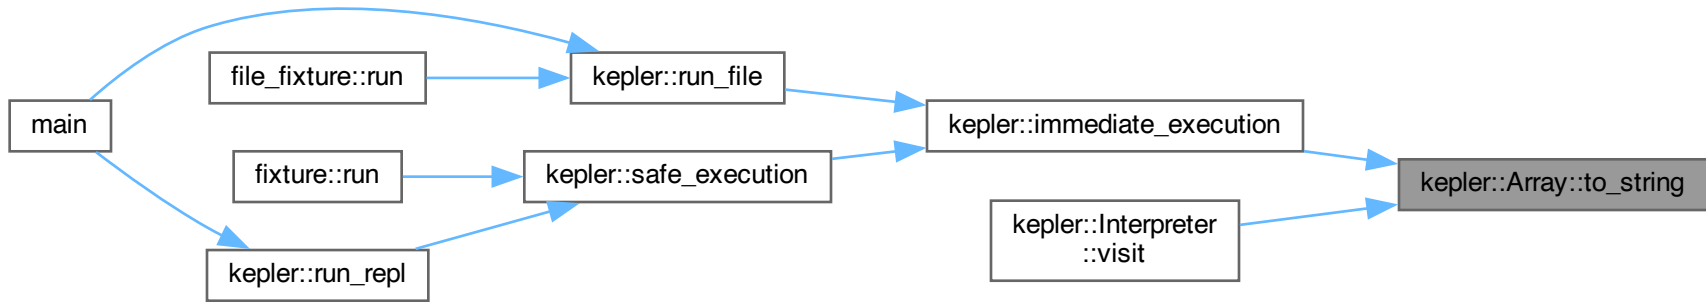 main
file_fixture::run
fixture::run
kepler::run_repl
kepler::run_file
kepler::safe_execution
kepler::immediate_execution
kepler::Interpreter
::visit
kepler::Array::to_string